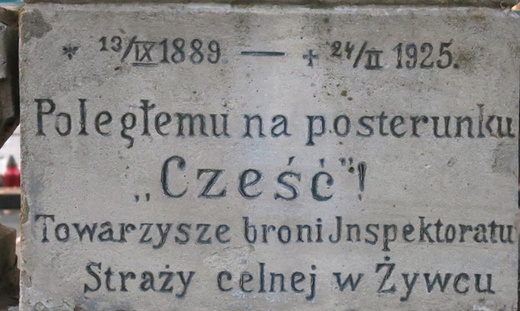 * 13/IX 1889 — + 24/II 1925.
Poległemu na posterunku
„Cześć”!
Towarzysze broni Jnspektoratu
Straży celnej w Żywcu